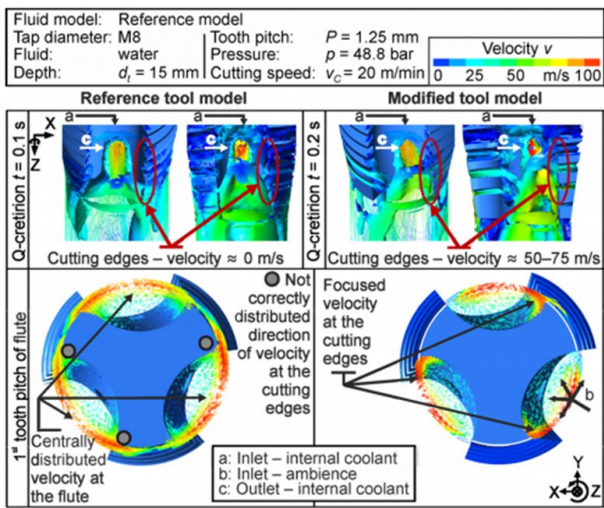 Fluid model: Reference model
Tap diameter: M8
Fluid: water
Depth: dt = 15 mm
Tooth pitch: P = 1.25 mm
Pressure: p = 48.8 bar
Cutting speed: vC = 20 m/min
Velocity v
0 25 50 m/s 100
Reference tool model
Modified tool model
a
a
X
Z
Q-cretirion t = 0.1 s
c
c
Q-cretirion t = 0.2 s
c
c
Cutting edges – velocity ≈ 0 m/s
Cutting edges – velocity ≈ 50–75 m/s
1st tooth pitch of flute
Not
correctly
distributed
direction
of velocity
at the
cutting
edges
Centrally
distributed
velocity at
the flute
Focused
velocity
at the
cutting
edges
b
a: Inlet – internal coolant
b: Inlet – ambience
c: Outlet – internal coolant
Y
X Z